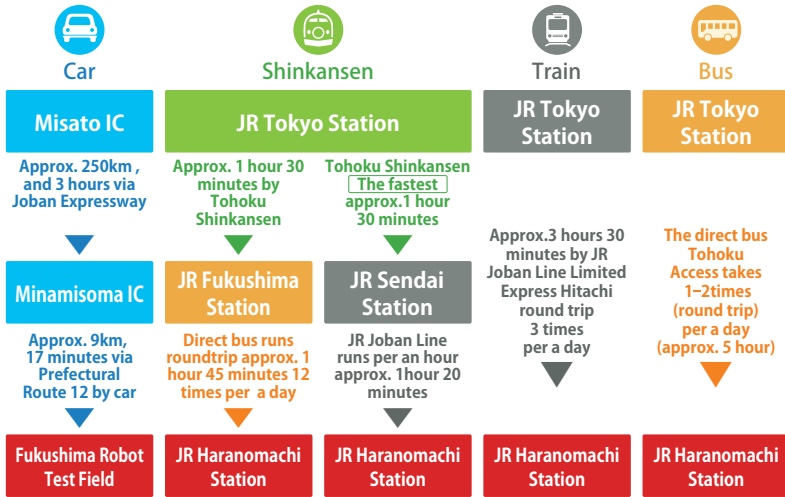 Car
Shinkansen
Train
Bus
Misato IC
JR Tokyo Station
JR Tokyo
Station
JR Tokyo
Station
Approx. 250km ,
and 3 hours via
Joban Expressway
Approx. 1 hour 30
minutes by
Tohoku
Shinkansen
Tohoku Shinkansen
The fastest
approx.1 hour
30 minutes
Approx.3 hours 30
minutes by JR
Joban Line Limited
Express Hitachi
round trip
3 times
per a day
The direct bus
Tohoku
Access takes
1–2times
(round trip)
per a day
(approx. 5 hour)
Minamisoma IC
JR Fukushima
Station
JR Sendai
Station
Approx. 9km,
17 minutes via
Prefectural
Route 12 by car
Direct bus runs
roundtrip approx. 1
hour 45 minutes 12
times per a day
JR Joban Line
runs per an hour
approx. 1hour 20
minutes
Fukushima Robot
Test Field
JR Haranomachi
Station
JR Haranomachi
Station
JR Haranomachi
Station
JR Haranomachi
Station